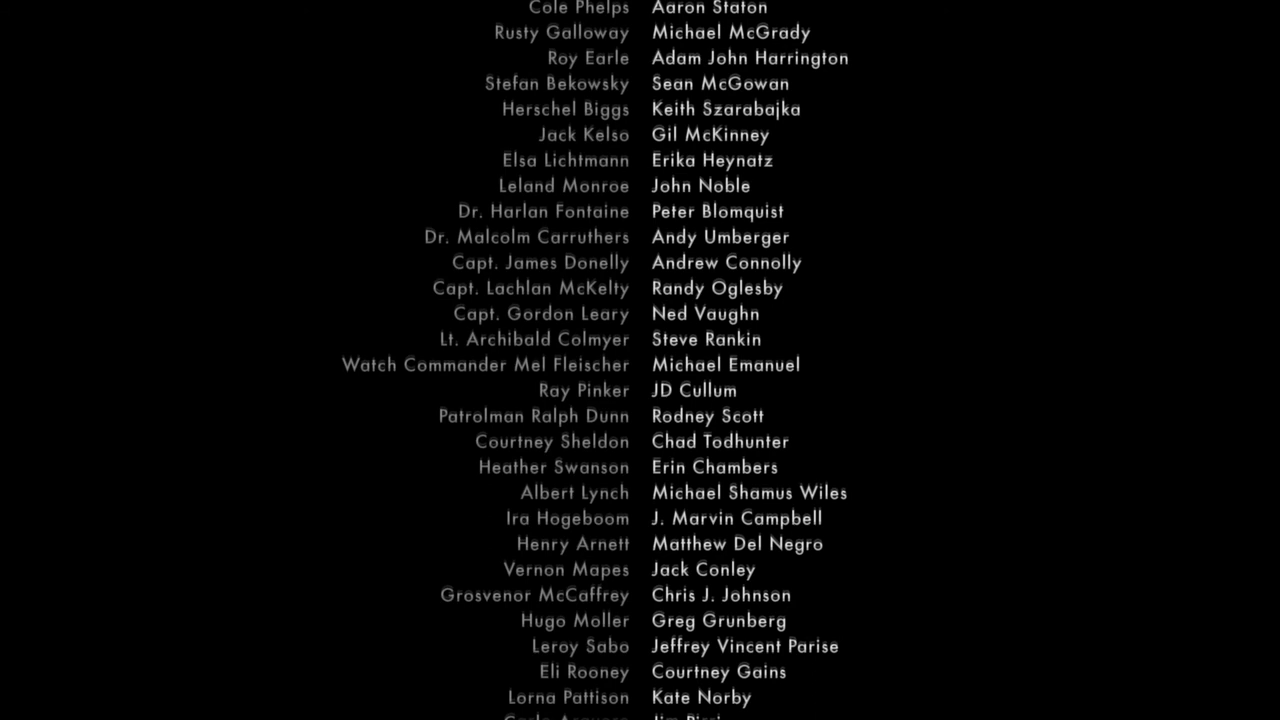 Cole Phelps Aaron Staton
Rusty Galloway Michael McGrady
Roy Earle Adam John Harrington
Stefan Bekowsky Sean McGowan
Herschel Biggs Keith Szarabajka
Jack Kelso Gil McKinney
Elsa Lichtmann Erika Heynatz
Leland Monroe John Noble
Dr. Harlan Fontaine Peter Blomquist
Dr. Malcolm Carruthers Andy Umberger
Capt. James Donelly Andrew Connolly
Capt. Lachlan McKelty Randy Oglesby
Capt. Gordon Leary Ned Vaughn
Lt. Archibald Colmyer Steve Rankin
Watch Commander Mel Fleischer Michael Emanuel
Ray Pinker JD Cullum
Patrolman Ralph Dunn Rodney Scott
Courtney Sheldon Chad Todhunter
Heather Swanson Erin Chambers
Albert Lynch Michael Shamus Wiles
Ira Hogeboom J. Marvin Campbell
Henry Arnett Matthew Del Negro
Vernon Mapes Jack Conley
Grosvenor McCaffrey Chris J. Johnson
Hugo Moller Greg Grunberg
Leroy Sabo Jeffrey Vincent Parise
Eli Rooney Courtney Gains
Lorna Pattison Kate Norby